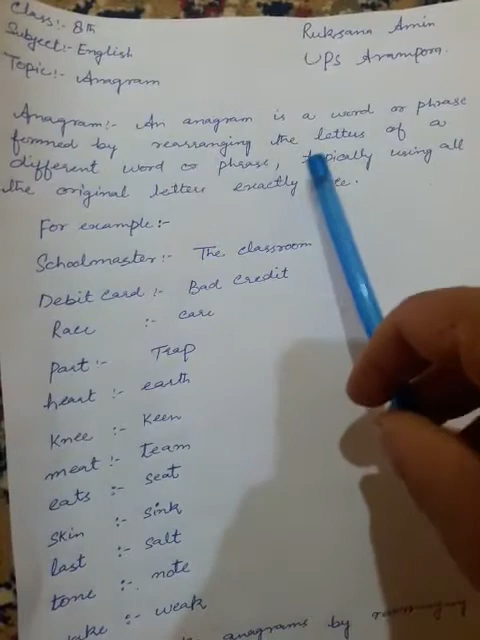 Class:- 8th
Subject:- English
Topic:- Anagram
Ruksana Amin
UPS Arampora.
Anagram:- An anagram is a word or phrase
formed by rearranging the letters of a
different word or phrase, typically using all
the original letters exactly
For example:-
Schoolmaster:- The classroom
Debit card:- Bad credit
Race :- care
Part:- Trap
heart :- earth
Knee :- Keen
meat :- team
eats :- seat
Skin :- sink
last :- salt
tone :- note
:- weak
anagrams by